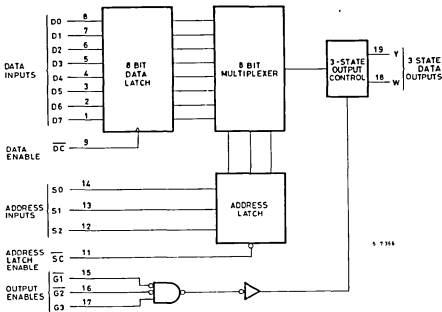 DATA INPUTS
D0 8
D1 7
D2 6
D3 5
D4 4
D5 3
D6 2
D7 1
8 BIT DATA LATCH
8 BIT MULTIPLEXER
3-STATE OUTPUT CONTROL
19 Y
18 W
3 STATE DATA OUTPUTS
DATA ENABLE
DC 9
ADDRESS INPUTS
S0 14
S1 13
S2 12
ADDRESS LATCH
ADDRESS LATCH ENABLE
SC 11
OUTPUT ENABLES
G1 15
G2 16
G3 17